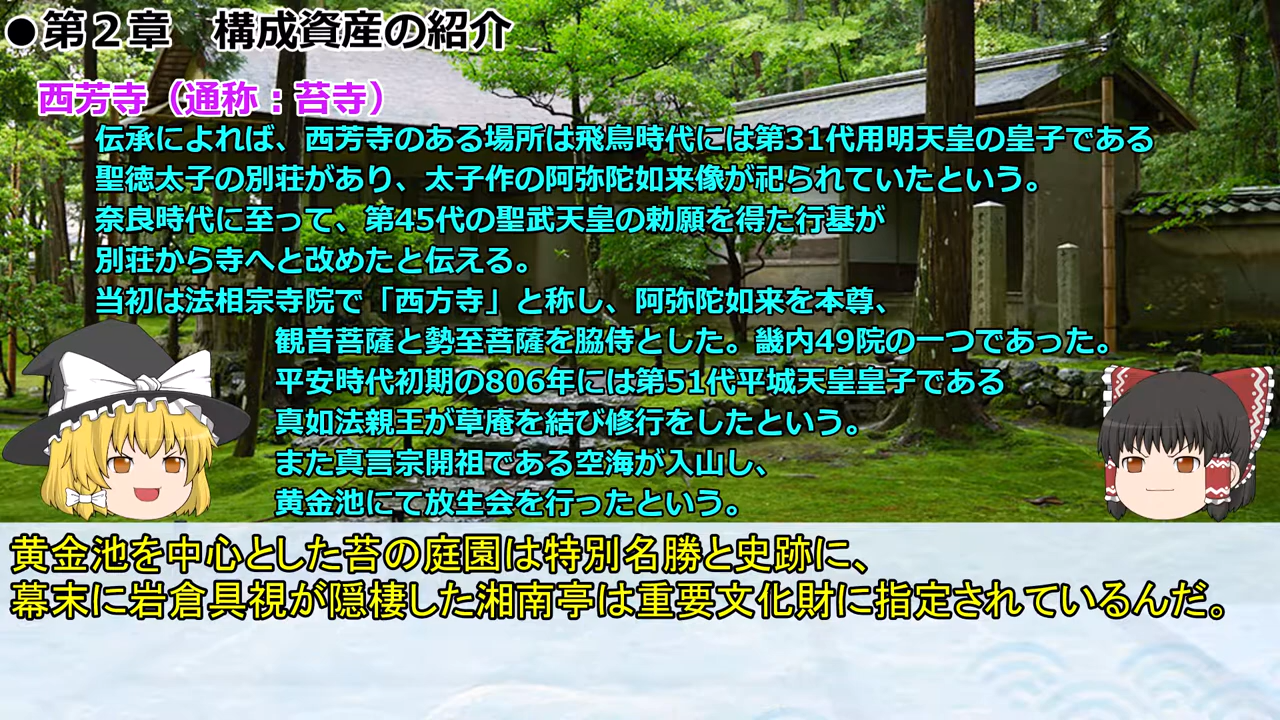 ●第２章　構成資産の紹介
西芳寺（通称：苔寺）
伝承によれば、西芳寺のある場所は飛鳥時代には第31代用明天皇の皇子である
聖徳太子の別荘があり、太子作の阿弥陀如来像が祀られていたという。
奈良時代に至って、第45代の聖武天皇の勅願を得た行基が
別荘から寺へと改めたと伝える。
当初は法相宗寺院で「西方寺」と称し、阿弥陀如来を本尊、
観音菩薩と勢至菩薩を脇侍とした。畿内49院の一つであった。
平安時代初期の806年には第51代平城天皇皇子である
真如法親王が草庵を結び修行をしたという。
また真言宗開祖である空海が入山し、
黄金池にて放生会を行ったという。
黄金池を中心とした苔の庭園は特別名勝と史跡に、
幕末に岩倉具視が隠棲した湘南亭は重要文化財に指定されているんだ。